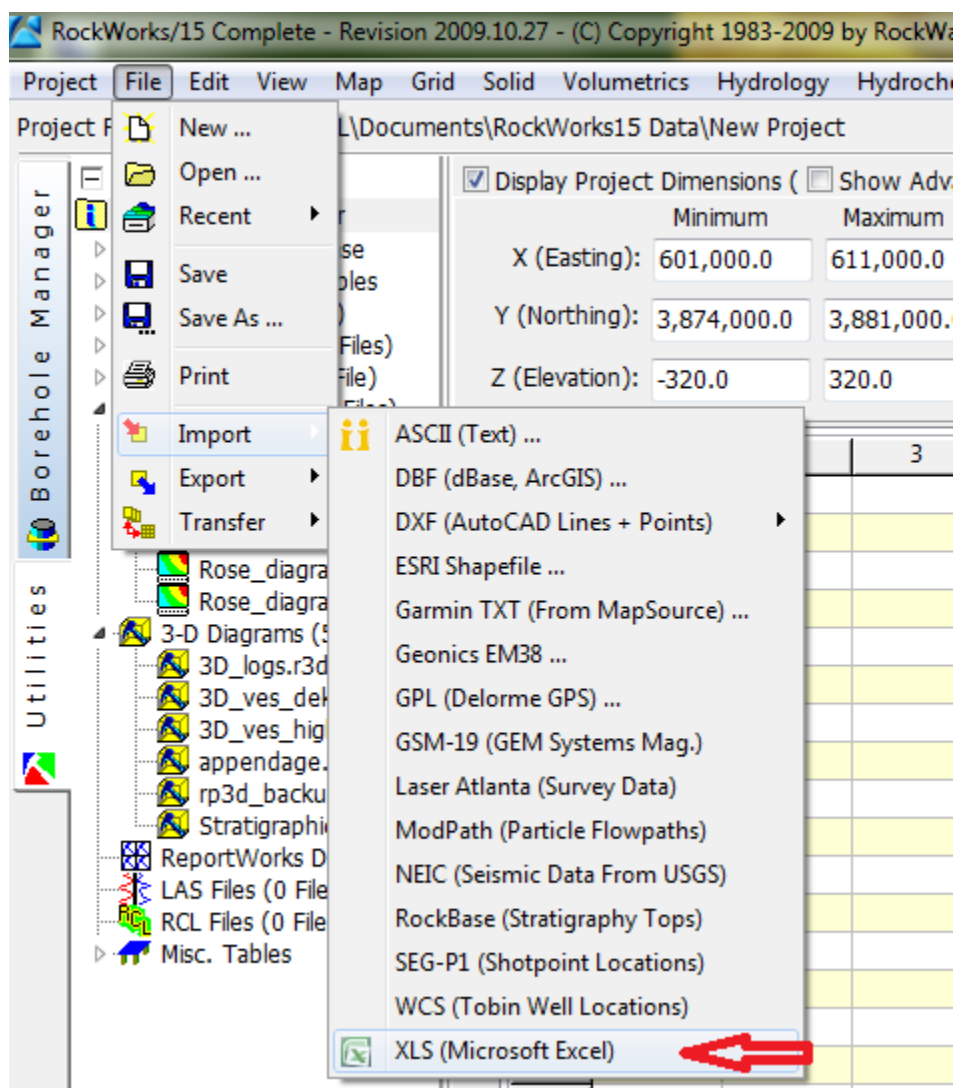 RockWorks/15 Complete - Revision 2009.10.27 - (C) Copyright 1983-2009 by RockWa
Project File Edit View Map Grid Solid Volumetrics Hydrology Hydroche
Project F L\Documents\RockWorks15 Data\New Project
New ...
Open ...
Recent
Save
Save As ...
Print
Import
Export
Transfer
Display Project Dimensions ( Show Adv
Minimum Maximum
X (Easting): 601,000.0 611,000.0
Y (Northing): 3,874,000.0 3,881,000.
Z (Elevation): -320.0 320.0
3
Files)
File)
ASCII (Text) ...
DBF (dBase, ArcGIS) ...
DXF (AutoCAD Lines + Points)
ESRI Shapefile ...
Garmin TXT (From MapSource) ...
Geonics EM38 ...
GPL (Delorme GPS) ...
GSM-19 (GEM Systems Mag.)
Laser Atlanta (Survey Data)
ModPath (Particle Flowpaths)
NEIC (Seismic Data From USGS)
RockBase (Stratigraphy Tops)
SEG-P1 (Shotpoint Locations)
WCS (Tobin Well Locations)
XLS (Microsoft Excel)
Borehole Manager
Utilities
Rose_diagra
Rose_diagra
3-D Diagrams (5
3D_logs.r3d
3D_ves_dek
3D_ves_hig
appendage.
rp3d_backu
Stratigraphi
ReportWorks D
LAS Files (0 File
RCL Files (0 File
Misc. Tables